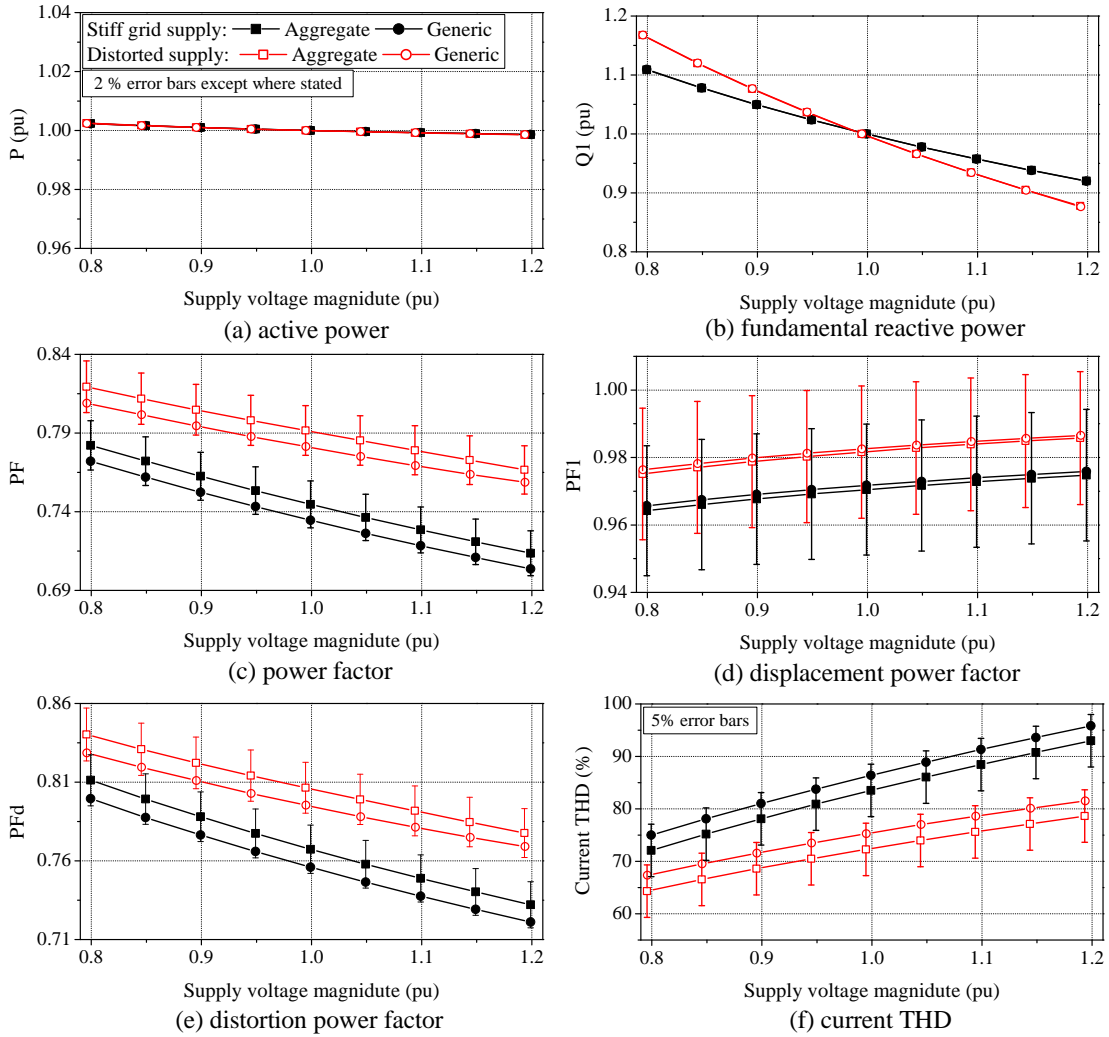 1.04
1.02
1.00
0.98
0.96
P (pu)
Stiff grid supply: Aggregate Generic
Distorted supply: Aggregate Generic
2 % error bars except where stated
0.8 0.9 1.0 1.1 1.2
Supply voltage magnidute (pu)
(a) active power
1.2
1.1
1.0
0.9
0.8
Q1 (pu)
0.8 0.9 1.0 1.1 1.2
Supply voltage magnidute (pu)
(b) fundamental reactive power
0.84
0.79
0.74
0.69
PF
0.8 0.9 1.0 1.1 1.2
Supply voltage magnidute (pu)
(c) power factor
1.00
0.98
0.96
0.94
PF1
0.8 0.9 1.0 1.1 1.2
Supply voltage magnidute (pu)
(d) displacement power factor
0.86
0.81
0.76
0.71
PFd
0.8 0.9 1.0 1.1 1.2
Supply voltage magnidute (pu)
(e) distortion power factor
100
90
80
70
60
Current THD (%)
5% error bars
0.8 0.9 1.0 1.1 1.2
Supply voltage magnidute (pu)
(f) current THD